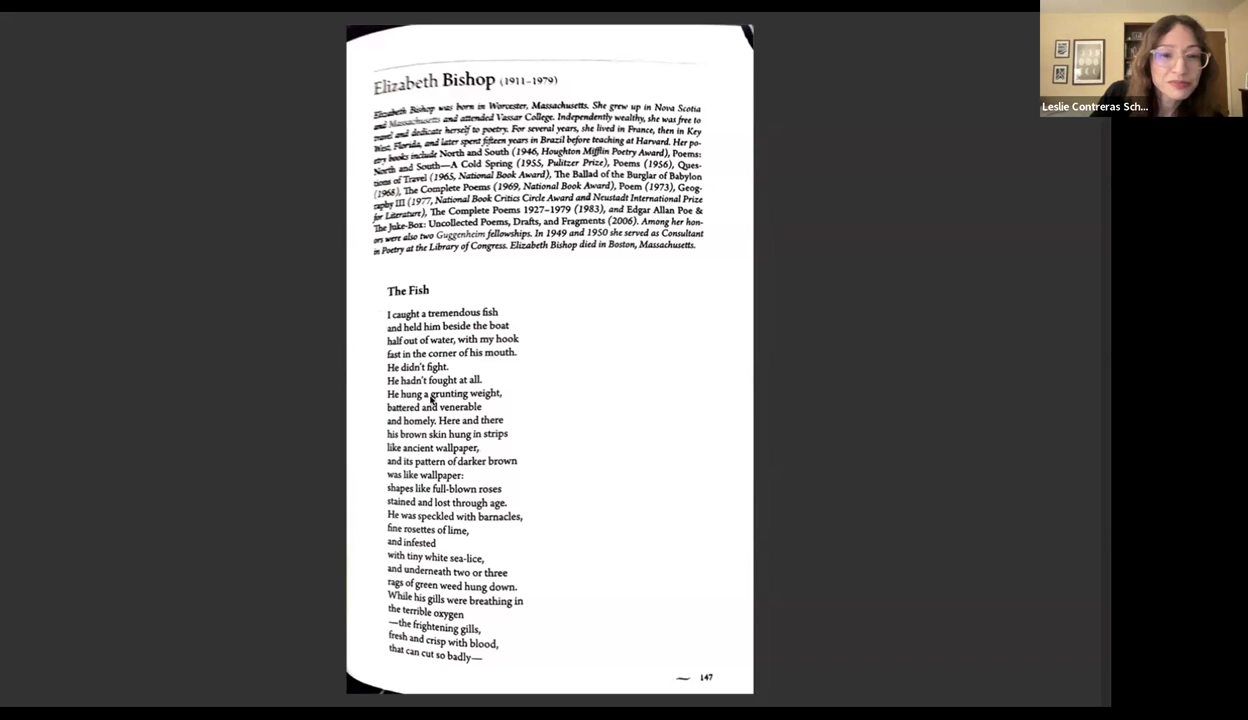 Elizabeth Bishop (1911–1979)
Elizabeth Bishop was born in Worcester, Massachusetts. She grew up in Nova Scotia
and Massachusetts and attended Vassar College. Independently wealthy, she was free to
travel and dedicate herself to poetry. For several years, she lived in France, then in Key
West, Florida, and later spent fifteen years in Brazil before teaching at Harvard. Her po-
etry books include North and South (1946, Houghton Mifflin Poetry Award), Poems:
North and South—A Cold Spring (1955, Pulitzer Prize), Poems (1956), Ques-
tions of Travel (1965, National Book Award), The Ballad of the Burglar of Babylon
(1968), The Complete Poems (1969, National Book Award), Poem (1973), Geog-
raphy III (1977, National Book Critics Circle Award and Neustadt International Prize
for Literature), The Complete Poems 1927–1979 (1983), and Edgar Allan Poe &
The Juke-Box: Uncollected Poems, Drafts, and Fragments (2006). Among her hon-
ors were also two Guggenheim fellowships. In 1949 and 1950 she served as Consultant
in Poetry at the Library of Congress. Elizabeth Bishop died in Boston, Massachusetts.
The Fish
I caught a tremendous fish
and held him beside the boat
half out of water, with my hook
fast in the corner of his mouth.
He didn't fight.
He hadn't fought at all.
He hung a grunting weight,
battered and venerable
and homely. Here and there
his brown skin hung in strips
like ancient wallpaper,
and its pattern of darker brown
was like wallpaper:
shapes like full-blown roses
stained and lost through age.
He was speckled with barnacles,
fine rosettes of lime,
and infested
with tiny white sea-lice,
and underneath two or three
rags of green weed hung down.
While his gills were breathing in
the terrible oxygen
—the frightening gills,
fresh and crisp with blood,
that can cut so badly—
147
Leslie Contreras Sch...